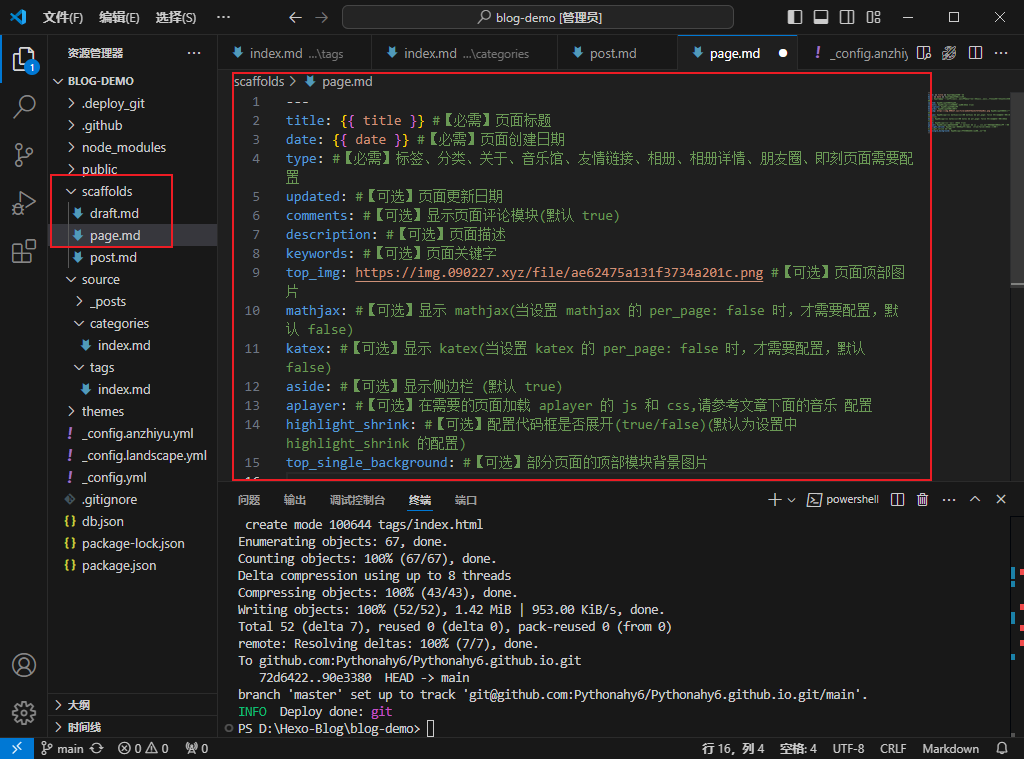 文件(F) 编辑(E) 选择(S) ··· blog-demo [管理员]
资源管理器 ···
index.md ...\tags index.md ...\categories post.md page.md ! _config.anzhiy
BLOG-DEMO
.deploy_git
.github
node_modules
public
scaffolds
draft.md
page.md
post.md
source
_posts
categories
index.md
tags
index.md
themes
! _config.anzhiyu.yml
! _config.landscape.yml
! _config.yml
.gitignore
{} db.json
{} package-lock.json
{} package.json
大纲
时间线
scaffolds > page.md
1 ---
2 title: {{ title }} #【必需】页面标题
3 date: {{ date }} #【必需】页面创建日期
4 type: #【必需】标签、分类、关于、音乐馆、友情链接、相册、相册详情、朋友圈、即刻页面需要配
置
5 updated: #【可选】页面更新日期
6 comments: #【可选】显示页面评论模块(默认 true)
7 description: #【可选】页面描述
8 keywords: #【可选】页面关键字
9 top_img: https://img.090227.xyz/file/ae62475a131f3734a201c.png #【可选】页面顶部图
片
10 mathjax: #【可选】显示 mathjax(当设置 mathjax 的 per_page: false 时，才需要配置，默
认 false)
11 katex: #【可选】显示 katex(当设置 katex 的 per_page: false 时，才需要配置，默认
false)
12 aside: #【可选】显示侧边栏 (默认 true)
13 aplayer: #【可选】在需要的页面加载 aplayer 的 js 和 css,请参考文章下面的音乐 配置
14 highlight_shrink: #【可选】配置代码框是否展开(true/false)(默认为设置中
highlight_shrink 的配置)
15 top_single_background: #【可选】部分页面的顶部模块背景图片
16
问题 输出 调试控制台 终端 端口 powershell
create mode 100644 tags/index.html
Enumerating objects: 67, done.
Counting objects: 100% (67/67), done.
Delta compression using up to 8 threads
Compressing objects: 100% (43/43), done.
Writing objects: 100% (52/52), 1.42 MiB | 953.00 KiB/s, done.
Total 52 (delta 7), reused 0 (delta 0), pack-reused 0 (from 0)
remote: Resolving deltas: 100% (7/7), done.
To github.com:Pythonahy6/Pythonahy6.github.io.git
72d6422..90e3380 HEAD -> main
branch 'master' set up to track 'git@github.com:Pythonahy6/Pythonahy6.github.io.git/main'.
INFO Deploy done: git
PS D:\Hexo-Blog\blog-demo>
1
main 0 0 0 行 16，列 4 空格: 4 UTF-8 CRLF Markdown